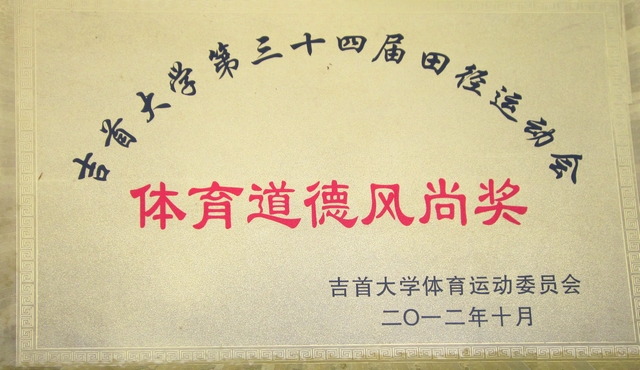 吉首大学第三十四届田径运动会
体育道德风尚奖
吉首大学体育运动委员会
二〇一二年十月